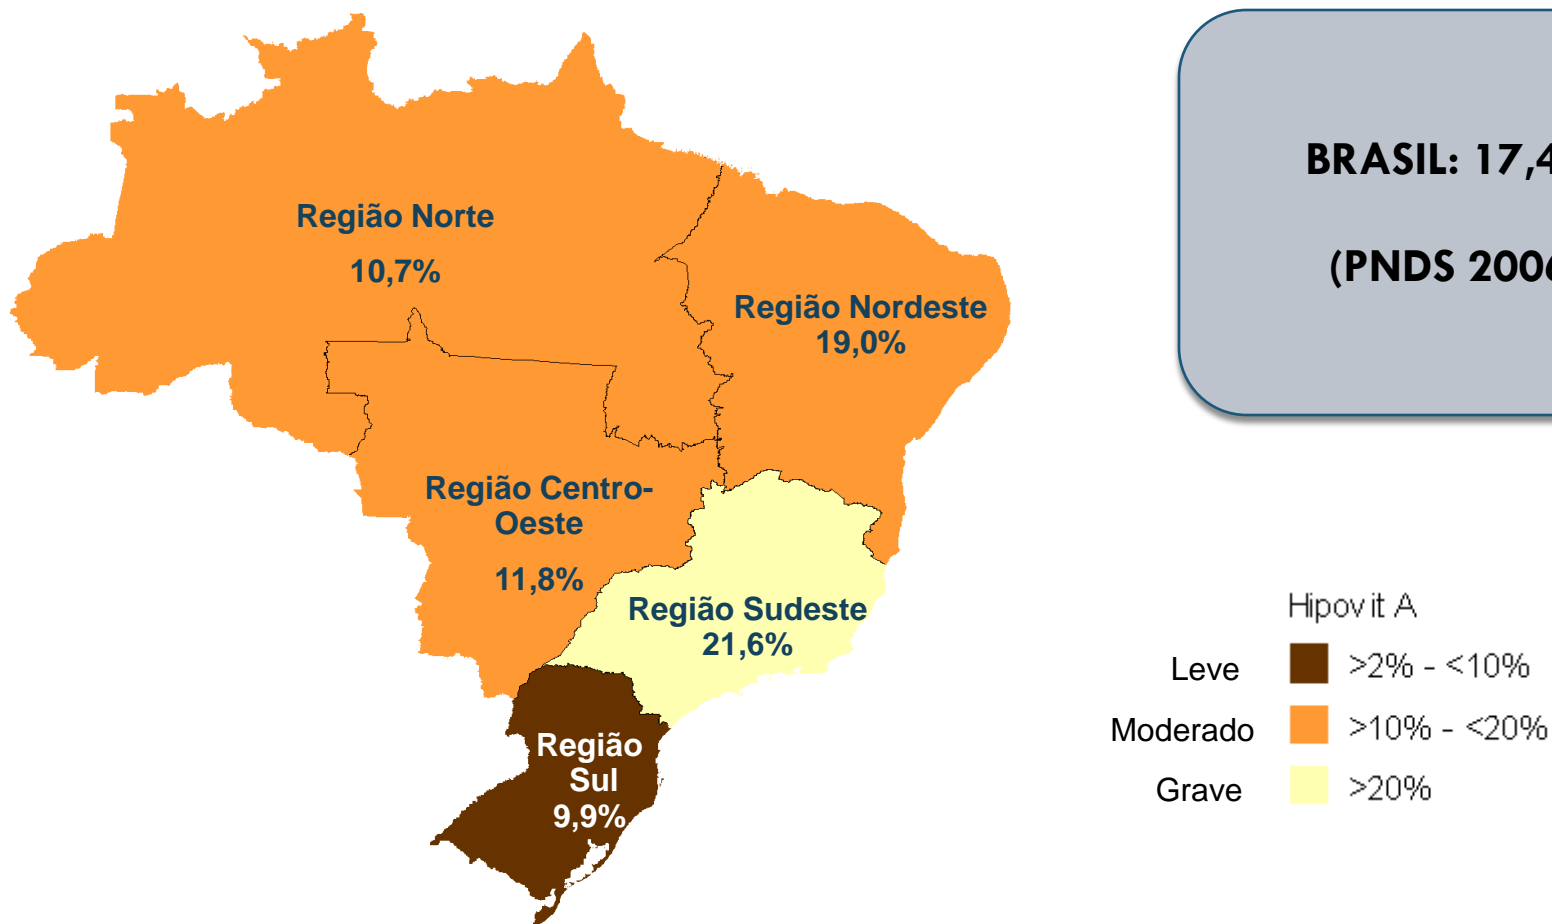 Região Norte
10,7%
Região Nordeste
19,0%
Região Centro-
Oeste
11,8%
Região Sudeste
21,6%
Região
Sul
9,9%
BRASIL: 17,4
(PNDS 2006
Hipovit A
Leve >2% - <10%
Moderado >10% - <20%
Grave >20%